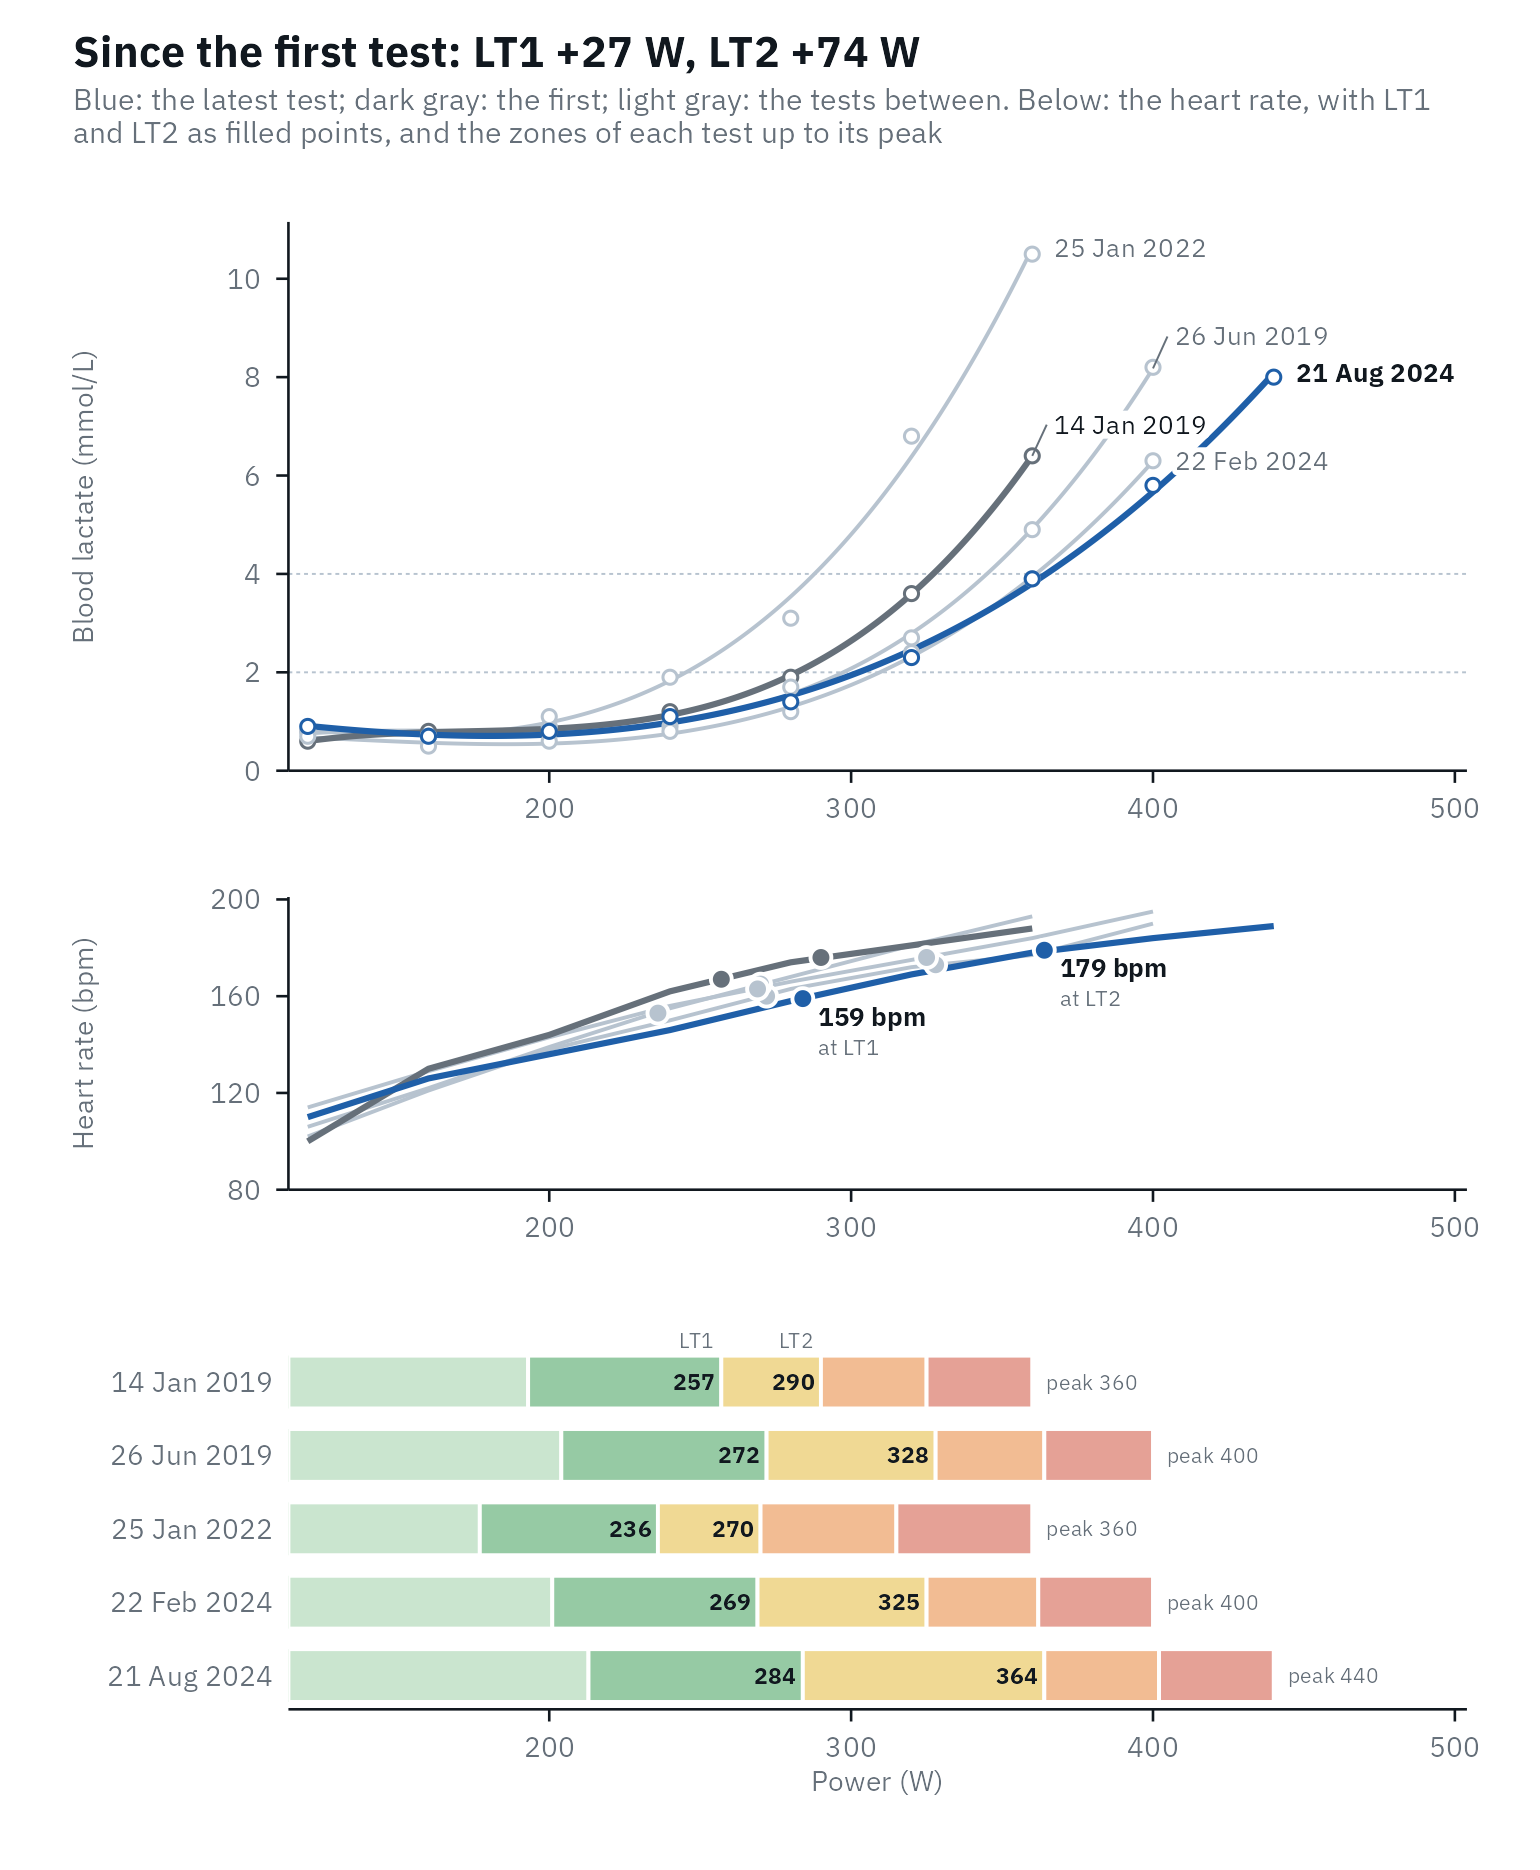 Since the first test: LT1 +27 W, LT2 +74 W
Blue: the latest test; dark gray: the first; light gray: the tests between. Below: the heart rate, with LT1
and LT2 as filled points, and the zones of each test up to its peak
Blood lactate (mmol/L)
10
8
6
4
2
0
25 Jan 2022
26 Jun 2019
21 Aug 2024
14 Jan 2019
22 Feb 2024
200 300 400 500
Heart rate (bpm)
200
160
120
80
179 bpm
at LT2
159 bpm
at LT1
200 300 400 500
LT1 LT2
14 Jan 2019 257 290 peak 360
26 Jun 2019 272 328 peak 400
25 Jan 2022 236 270 peak 360
22 Feb 2024 269 325 peak 400
21 Aug 2024 284 364 peak 440
200 300 400 500
Power (W)